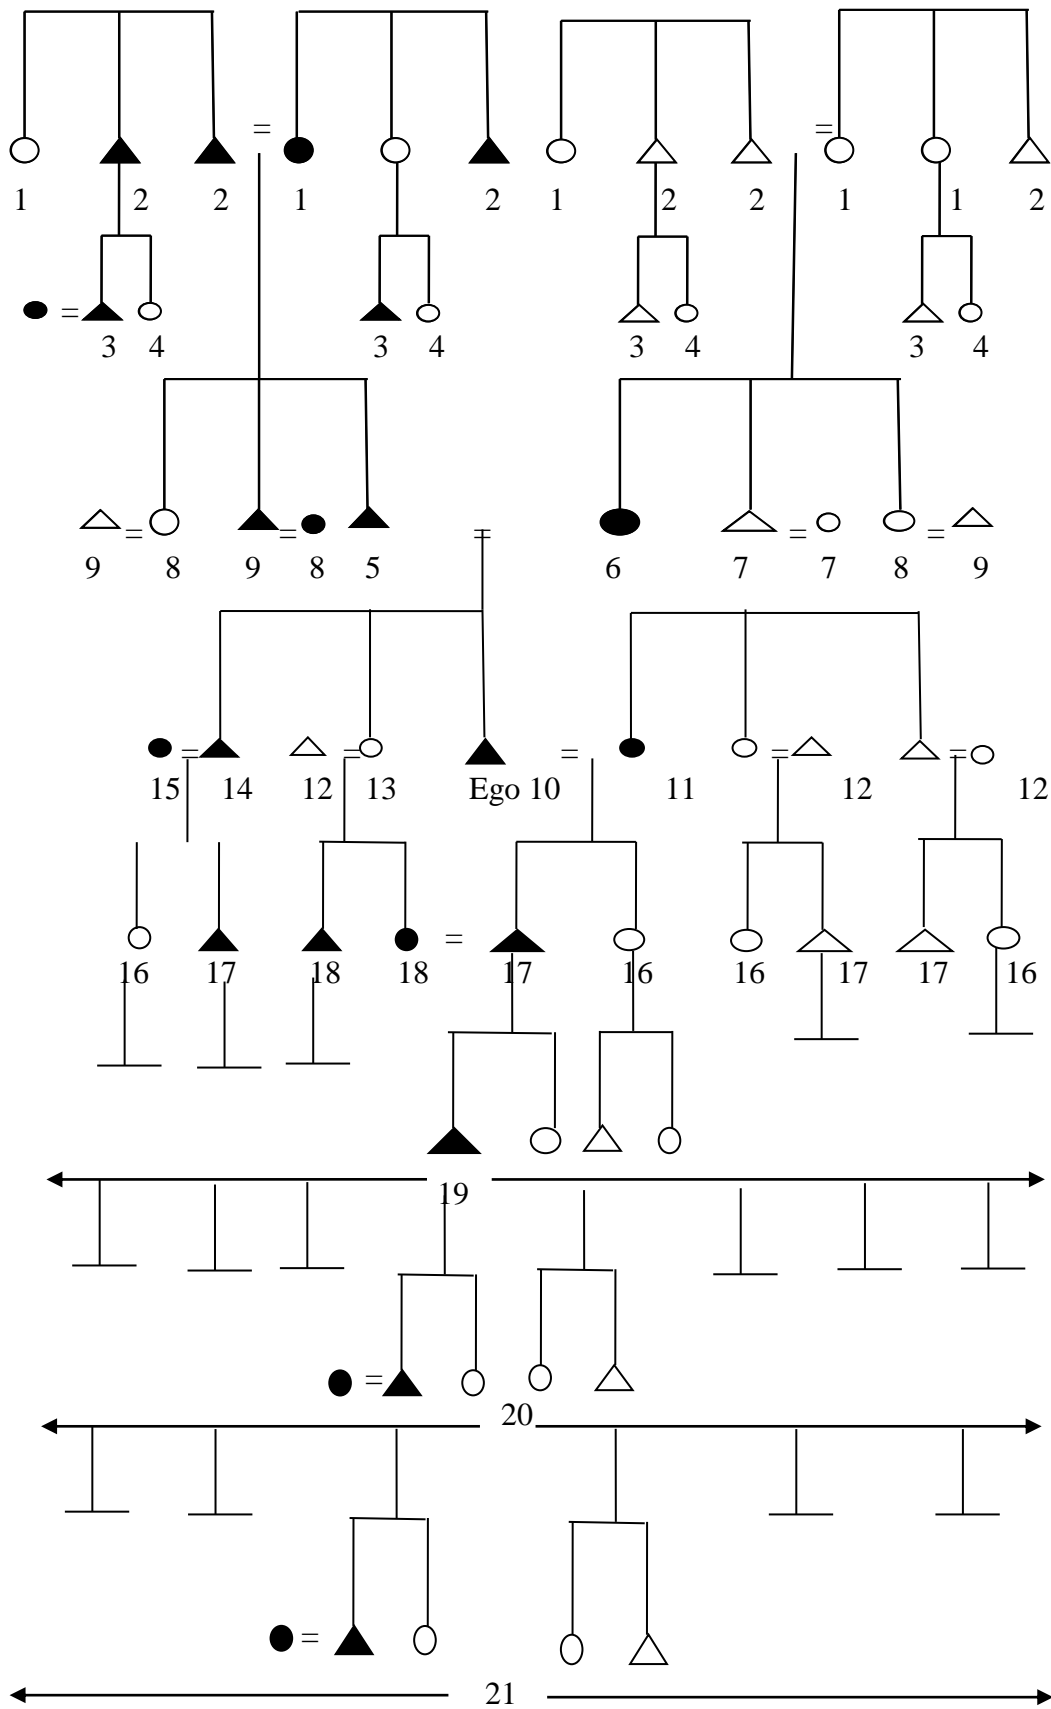 = =
1 2 2 1 2 1 2 2 1 1 2
=
3 4 3 4 3 4 3 4
= = = = =
9 8 9 8 5 6 7 7 8 9
= = = = =
15 14 12 13 Ego 10 11 12 12
=
16 17 18 18 17 16 16 17 17 16
19
=
20
=
21